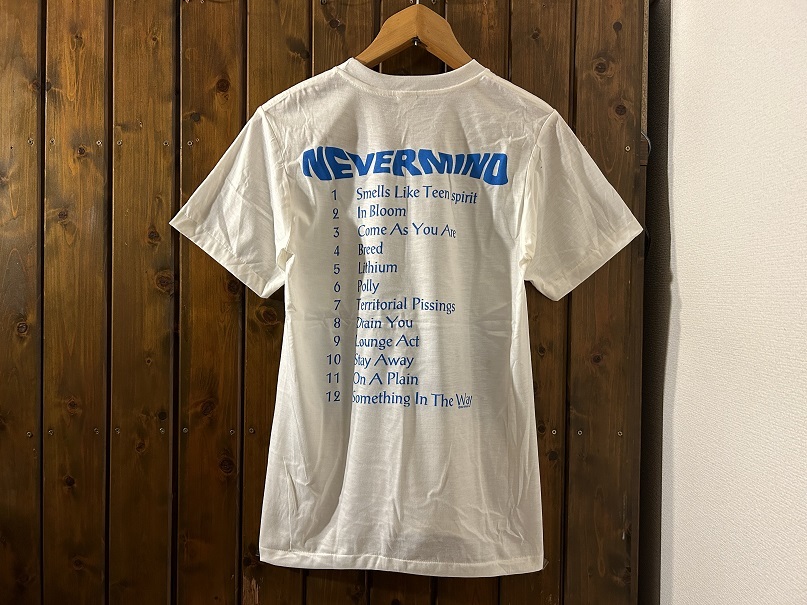 NEVERMIND
1 Smells Like Teen spirit
2 In Bloom
3 Come As You Are
4 Breed
5 Lithium
6 Polly
7 Territorial Pissings
8 Drain You
9 Lounge Act
10 Stay Away
11 On A Plain
12 Something In The Way